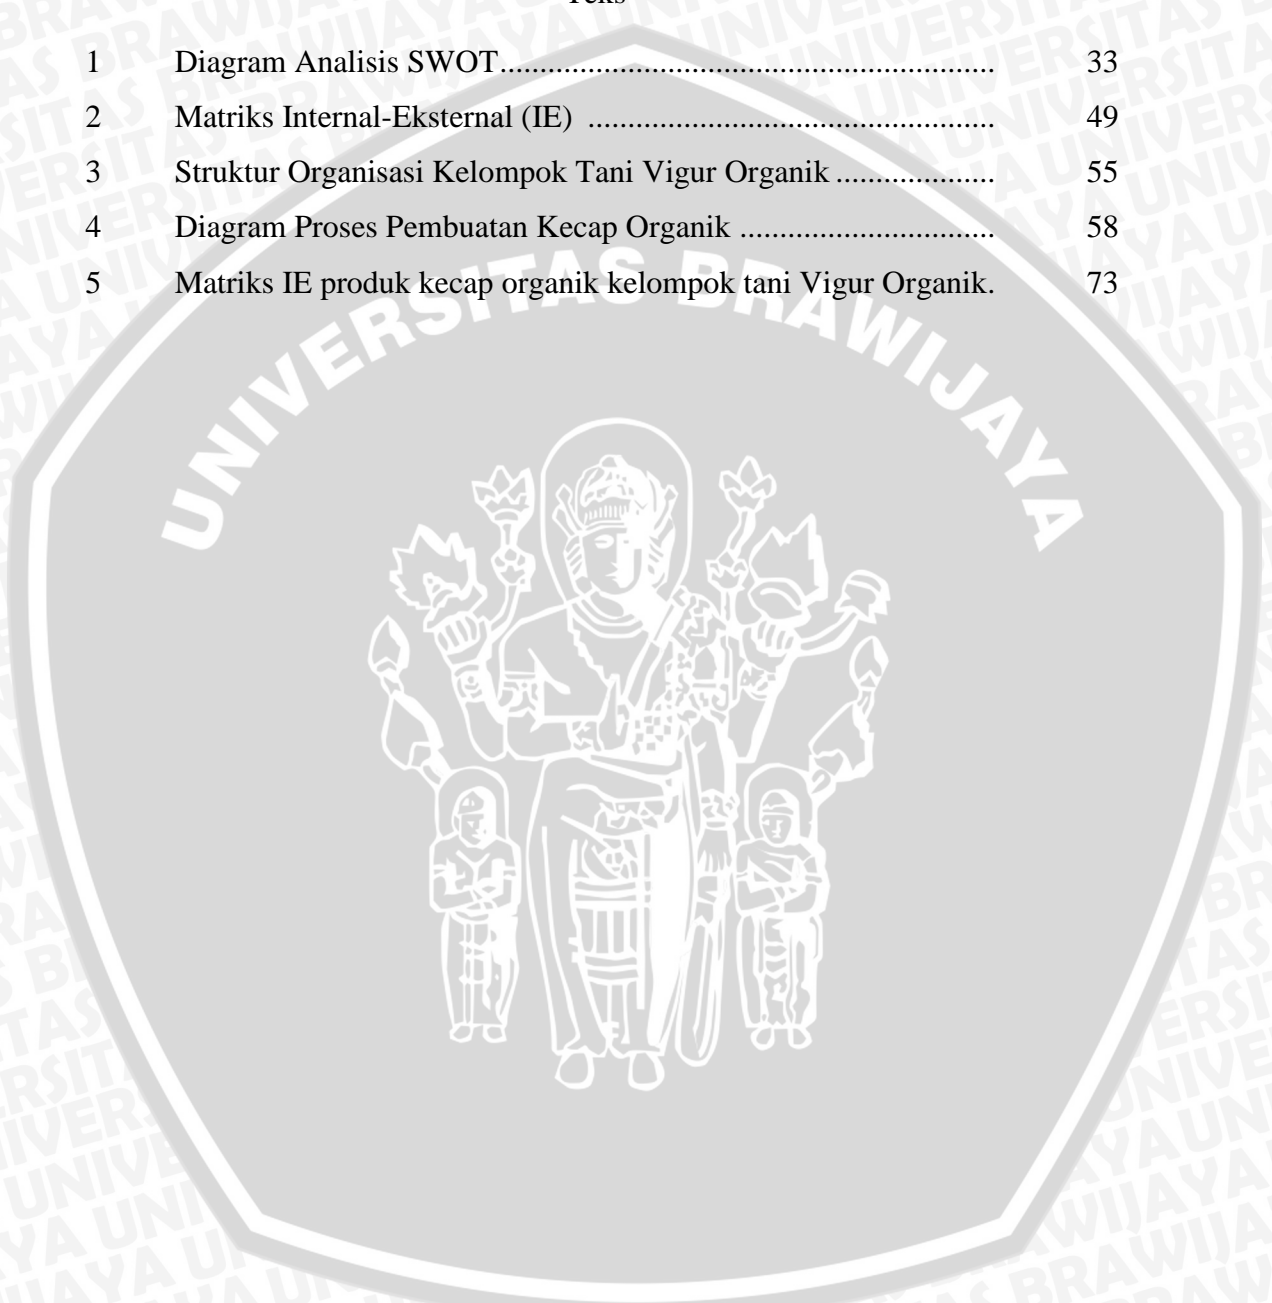 Teks
1 Diagram Analisis SWOT.............................................................. 33
2 Matriks Internal-Eksternal (IE) ................................................... 49
3 Struktur Organisasi Kelompok Tani Vigur Organik .................... 55
4 Diagram Proses Pembuatan Kecap Organik ................................ 58
5 Matriks IE produk kecap organik kelompok tani Vigur Organik. 73
UNIVERSITAS BRAWIJAYA